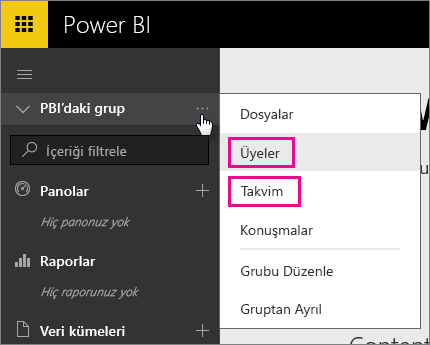 Power BI
PBI'daki grup ...
İçeriği filtrele
Panolar
Hiç panonuz yok
Raporlar
Hiç raporunuz yok
Veri kümeleri
Dosyalar
Üyeler
Takvim
Konuşmalar
Grubu Düzenle
Gruptan Ayrıl
Content